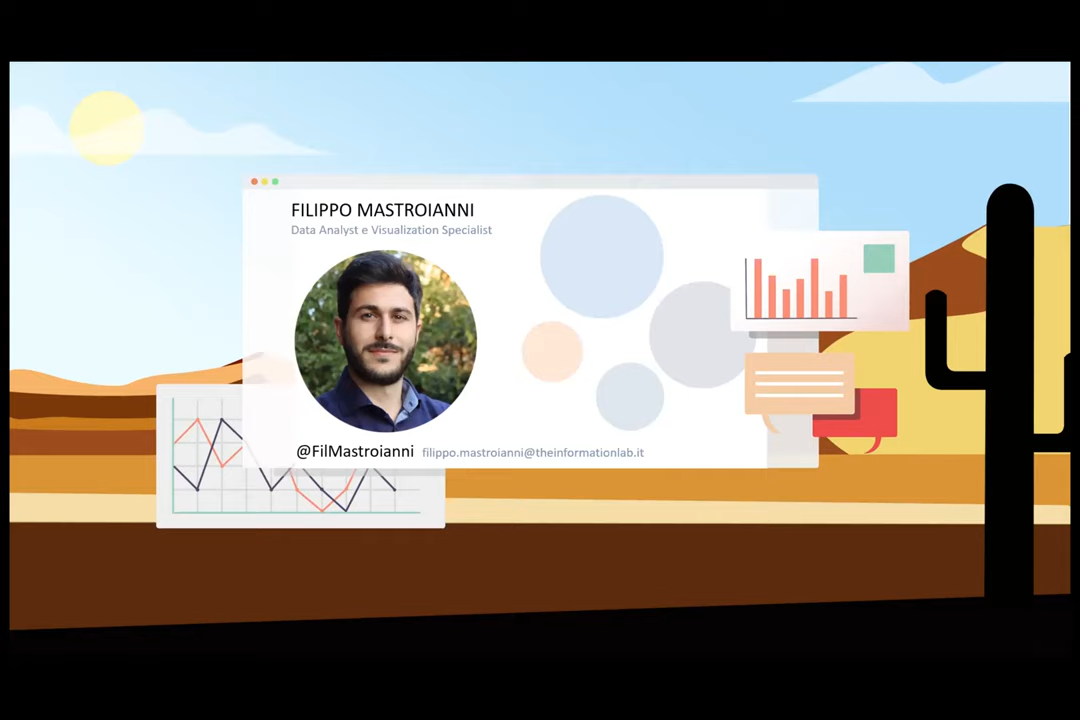 FILIPPO MASTROIANNI
Data Analyst e Visualization Specialist
@FilMastroianni filippo.mastroianni@theinformationlab.it